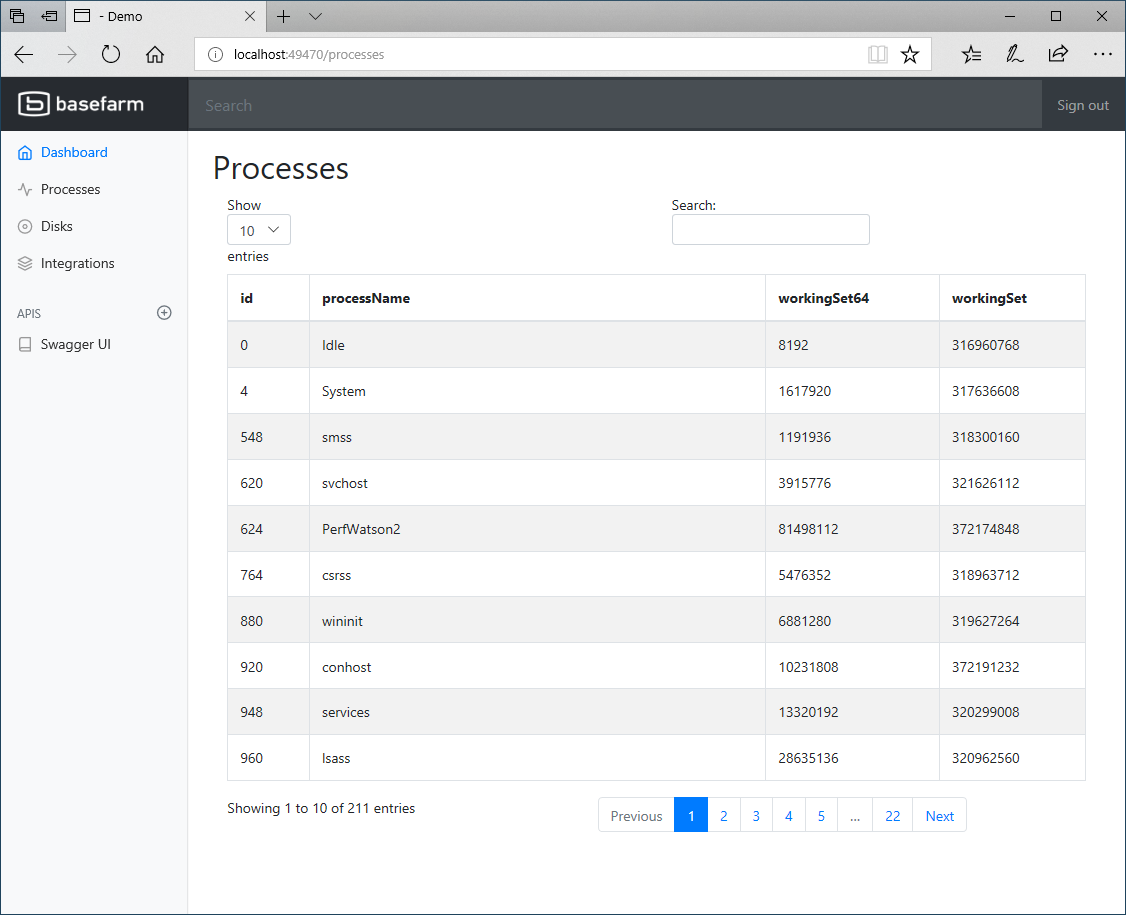 - Demo
localhost:49470/processes
basefarm
Search
Sign out
Dashboard
Processes
Disks
Integrations
APIS
Swagger UI
Processes
Show
10
entries
Search:
id processName workingSet64 workingSet
0 Idle 8192 316960768
4 System 1617920 317636608
548 smss 1191936 318300160
620 svchost 3915776 321626112
624 PerfWatson2 81498112 372174848
764 csrss 5476352 318963712
880 wininit 6881280 319627264
920 conhost 10231808 372191232
948 services 13320192 320299008
960 lsass 28635136 320962560
Showing 1 to 10 of 211 entries
Previous 1 2 3 4 5 ... 22 Next